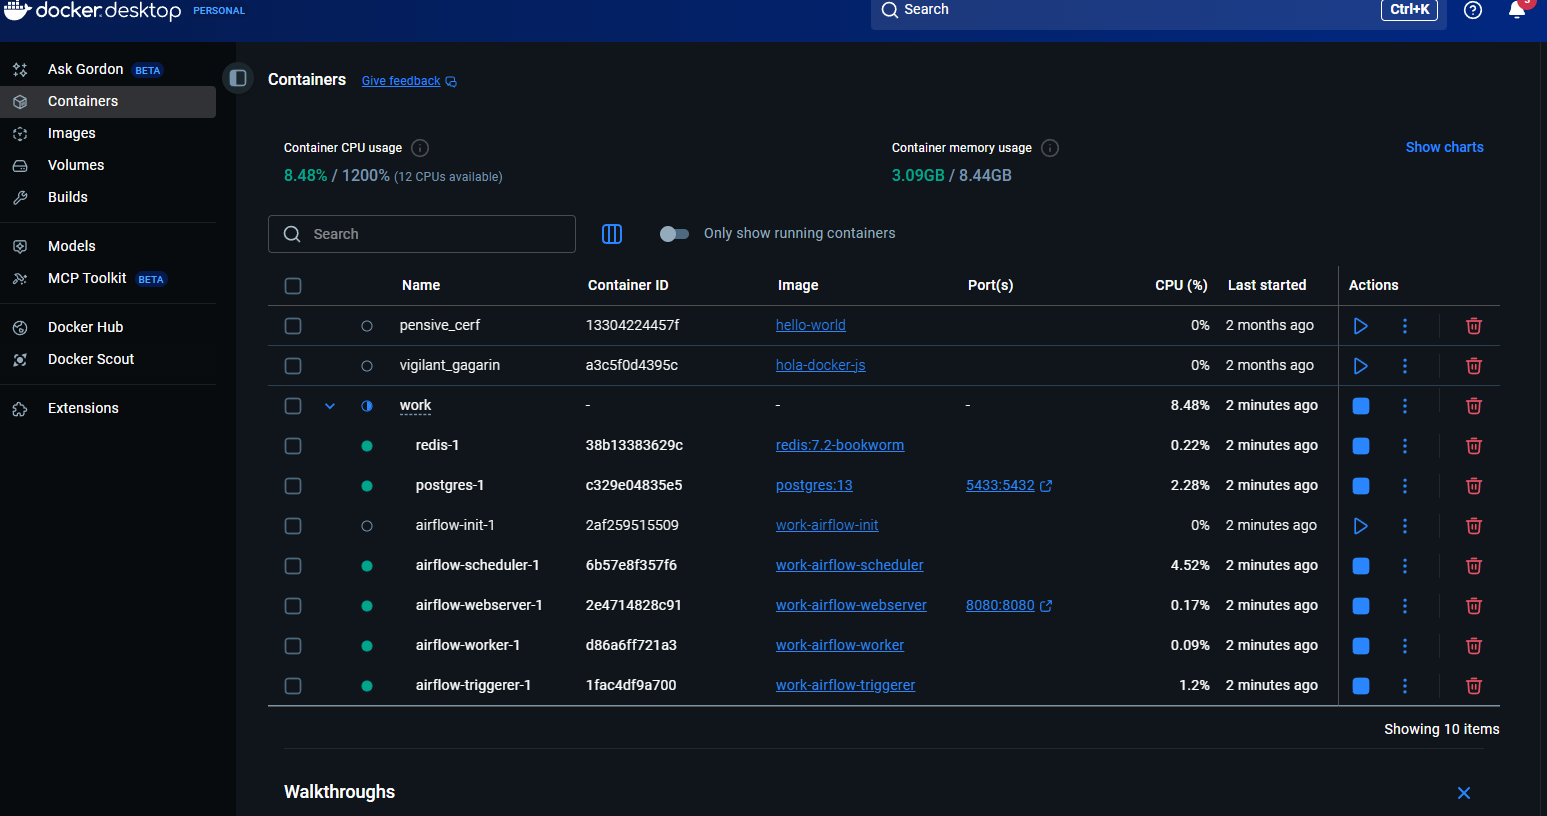 docker.desktop PERSONAL
Search
Ctrl+K
Ask Gordon BETA
Containers
Images
Volumes
Builds
Models
MCP Toolkit BETA
Docker Hub
Docker Scout
Extensions
Containers Give feedback
Container CPU usage
8.48% / 1200% (12 CPUs available)
Container memory usage
3.09GB / 8.44GB
Show charts
Search
Only show running containers
Name Container ID Image Port(s) CPU (%) Last started Actions
pensive_cerf 13304224457f hello-world 0% 2 months ago
vigilant_gagarin a3c5f0d4395c hola-docker-js 0% 2 months ago
work - - - 8.48% 2 minutes ago
redis-1 38b13383629c redis:7.2-bookworm 0.22% 2 minutes ago
postgres-1 c329e04835e5 postgres:13 5433:5432 2.28% 2 minutes ago
airflow-init-1 2af259515509 work-airflow-init 0% 2 minutes ago
airflow-scheduler-1 6b57e8f357f6 work-airflow-scheduler 4.52% 2 minutes ago
airflow-webserver-1 2e4714828c91 work-airflow-webserver 8080:8080 0.17% 2 minutes ago
airflow-worker-1 d86a6ff721a3 work-airflow-worker 0.09% 2 minutes ago
airflow-triggerer-1 1fac4df9a700 work-airflow-triggerer 1.2% 2 minutes ago
Showing 10 items
Walkthroughs